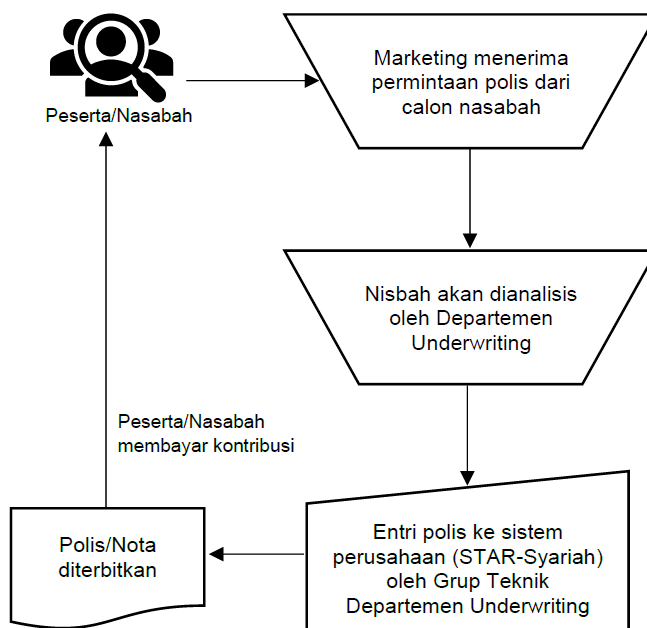 Peserta/Nasabah
Marketing menerima
permintaan polis dari
calon nasabah
Nisbah akan dianalisis
oleh Departemen
Underwriting
Entri polis ke sistem
perusahaan (STAR-Syariah)
oleh Grup Teknik
Departemen Underwriting
Polis/Nota
diterbitkan
Peserta/Nasabah
membayar kontribusi